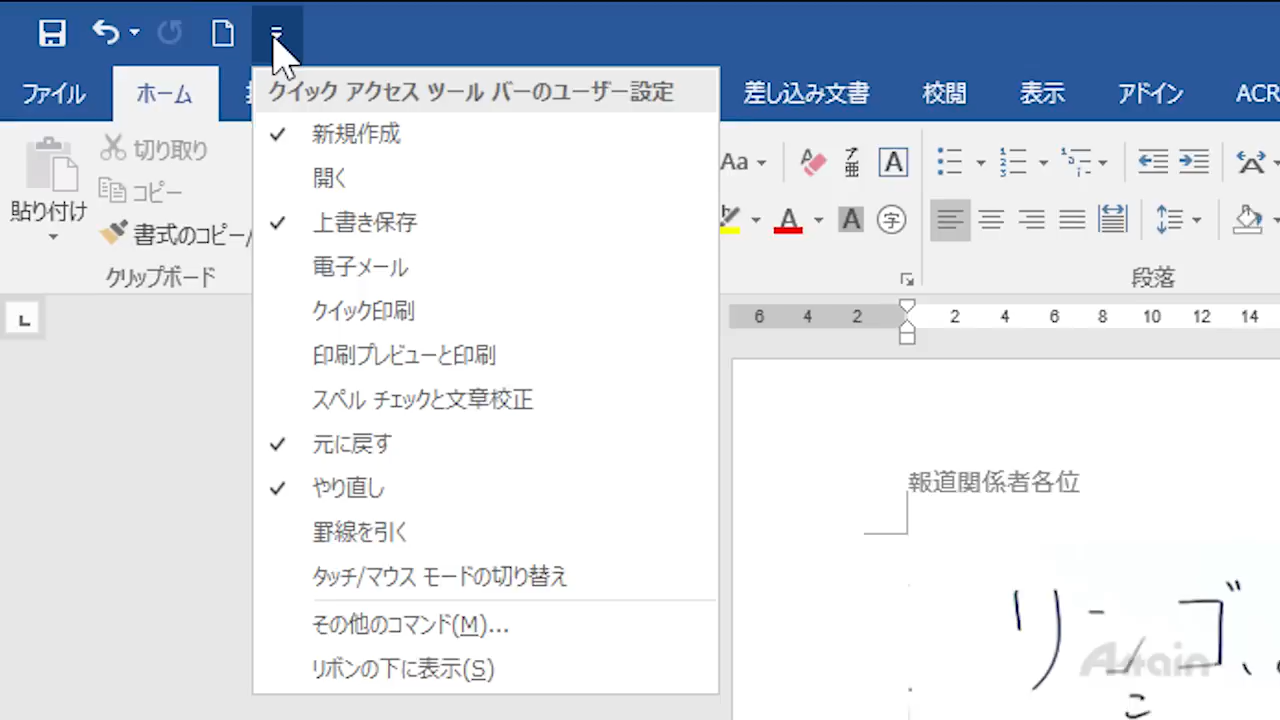 ファイル
ホーム
差し込み文書
校閲
表示
アドイン
ACR
クイック アクセス ツール バーのユーザー設定
新規作成
開く
上書き保存
電子メール
クイック印刷
印刷プレビューと印刷
スペル チェックと文章校正
元に戻す
やり直し
罫線を引く
タッチ/マウス モードの切り替え
その他のコマンド(M)...
リボンの下に表示(S)
貼り付け
切り取り
コピー
書式のコピー/
クリップボード
Aa
ア亜
A
A
A
字
段落
6 4 2 2 4 6 8 10 12 14
報道関係者各位
リンゴ、
こ